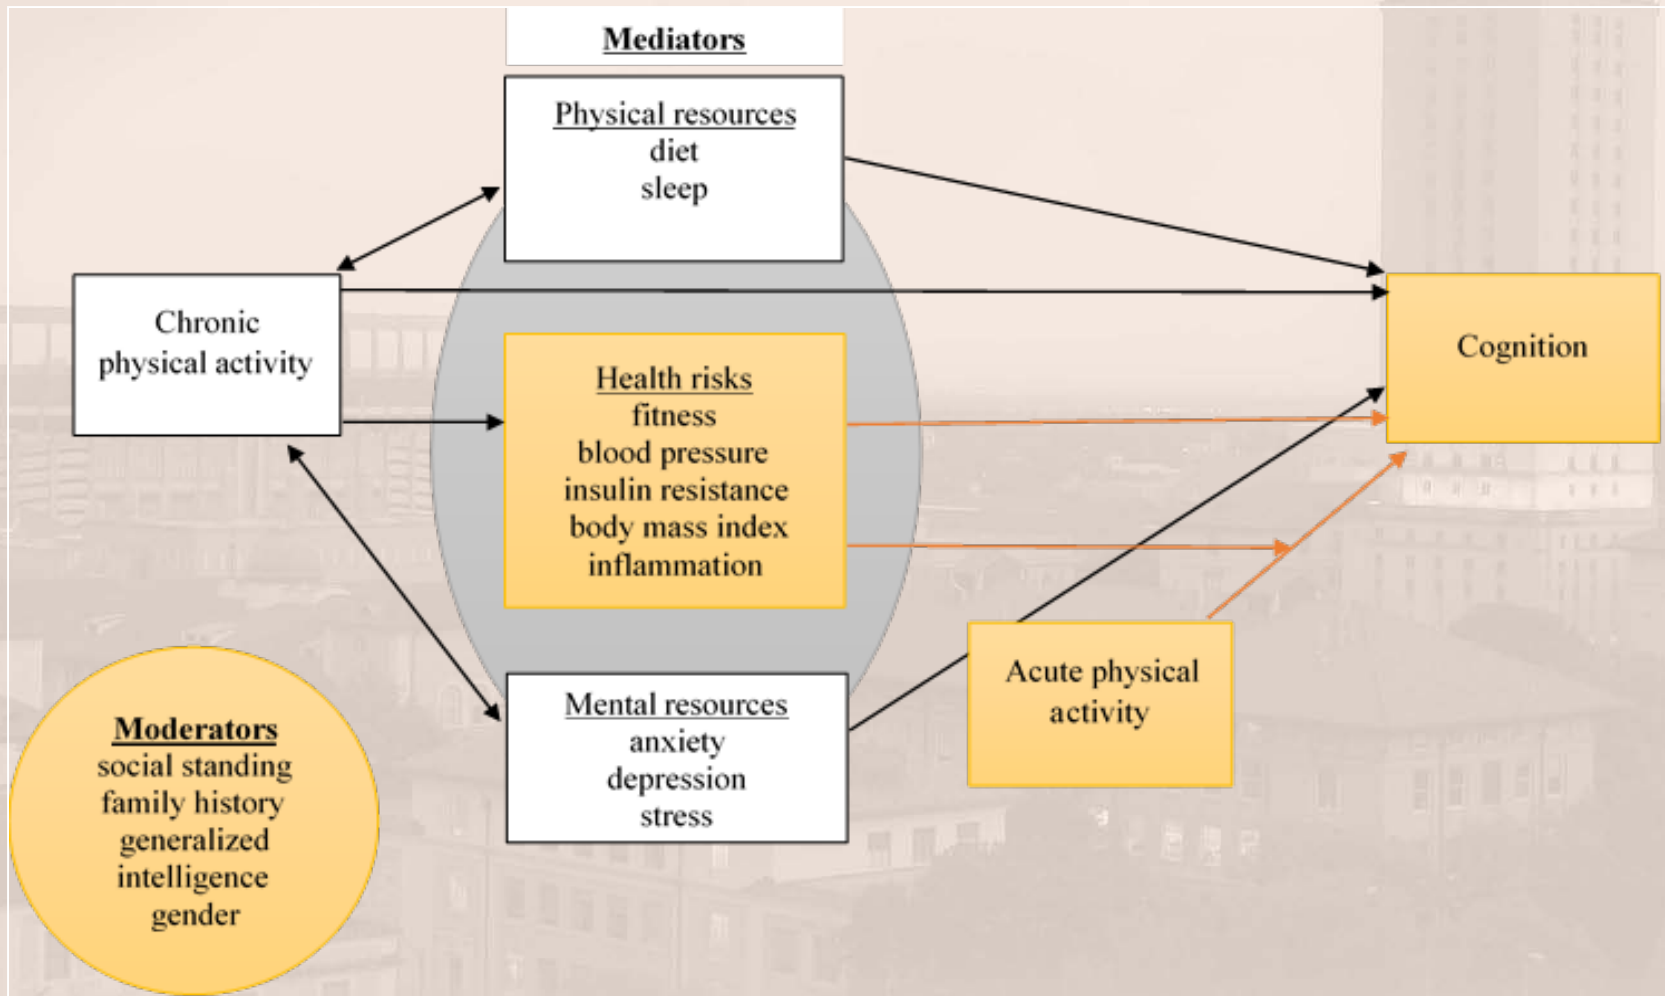 Mediators
Physical resources
diet
sleep
Chronic
physical activity
Health risks
fitness
blood pressure
insulin resistance
body mass index
inflammation
Cognition
Mental resources
anxiety
depression
stress
Acute physical
activity
Moderators
social standing
family history
generalized
intelligence
gender